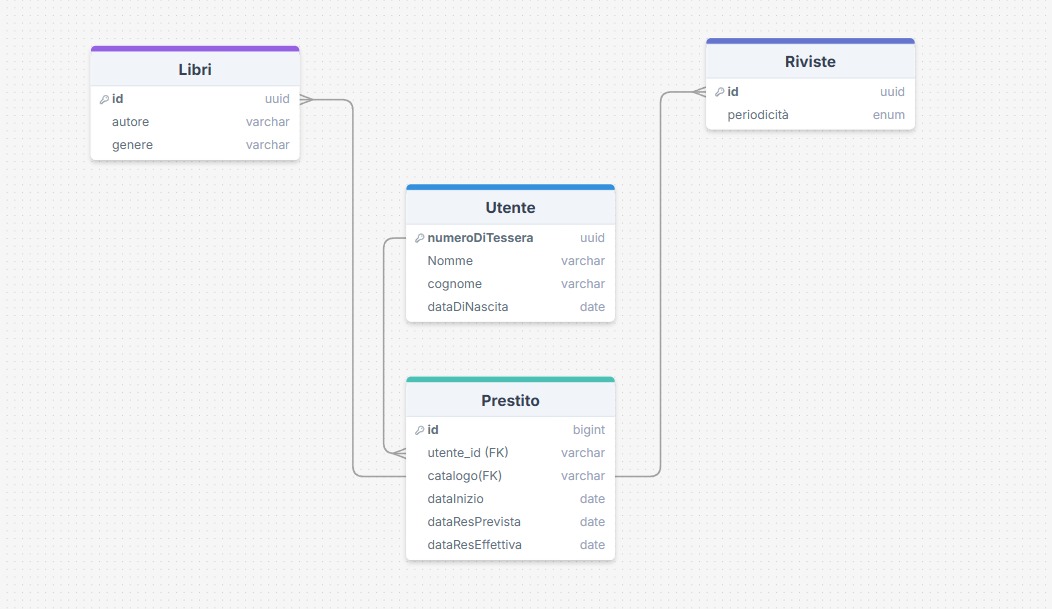 Libri
id uuid
autore varchar
genere varchar
Riviste
id uuid
periodicità enum
Utente
numeroDiTessera uuid
Nomme varchar
cognome varchar
dataDiNascita date
Prestito
id bigint
utente_id (FK) varchar
catalogo(FK) varchar
dataInizio date
dataResPrevista date
dataResEffettiva date